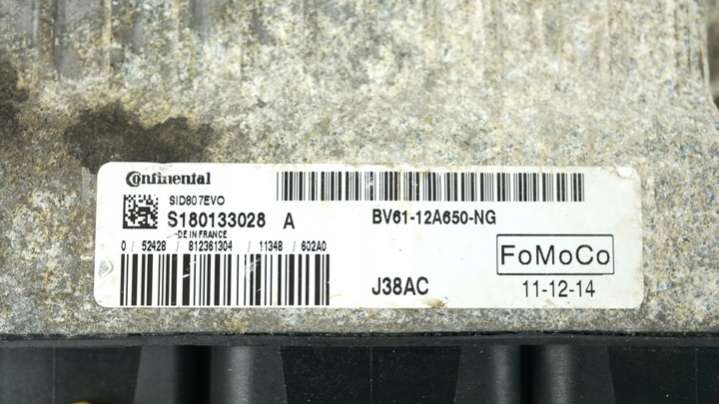 Continental
SID807EVO
S180133028 A
BV61-12A650-NG
DE IN FRANCE
0 / 52428 / 812361304 / 11348 / 602A0
FoMoCo
J38AC
11-12-14